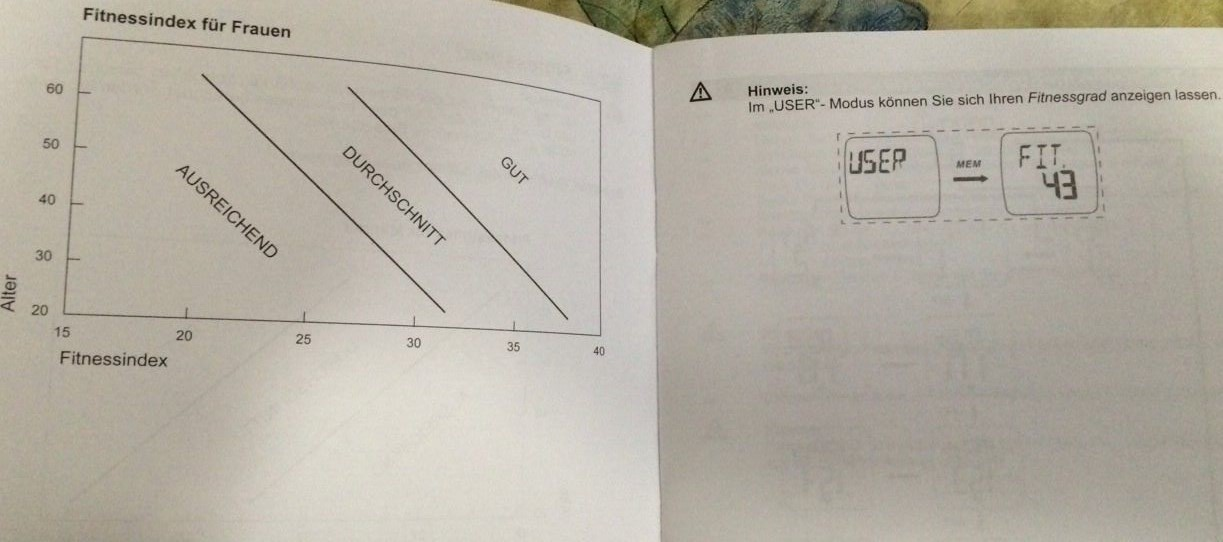 Fitnessindex für Frauen
60
50
40
30
20
Alter
AUSREICHEND
DURCHSCHNITT
GUT
15
20
25
30
35
40
Fitnessindex
Hinweis:
Im „USER“- Modus können Sie sich Ihren Fitnessgrad anzeigen lassen.
USER
MEM
FIT.
43